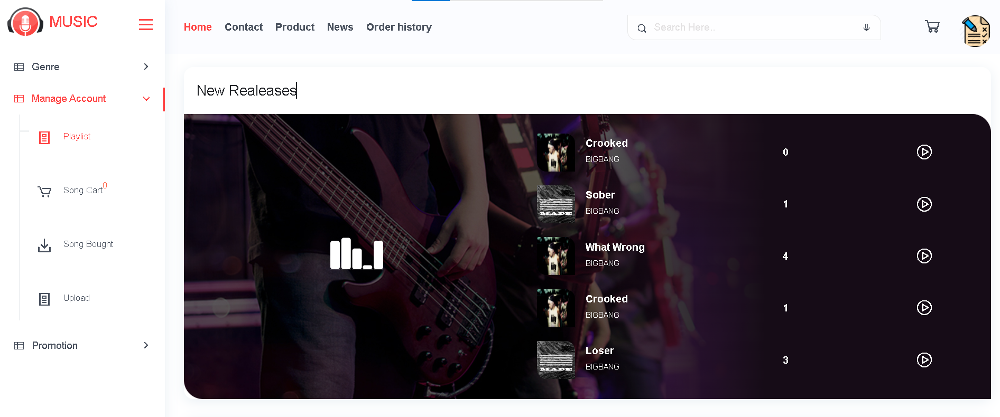 MUSIC
Home Contact Product News Order history
Search Here..
Genre
Manage Account
Playlist
Song Cart 0
Song Bought
Upload
Promotion
New Realeases
Crooked
BIGBANG
0
Sober
BIGBANG
1
MADE
What Wrong
BIGBANG
4
Crooked
BIGBANG
1
Loser
BIGBANG
3
MADE